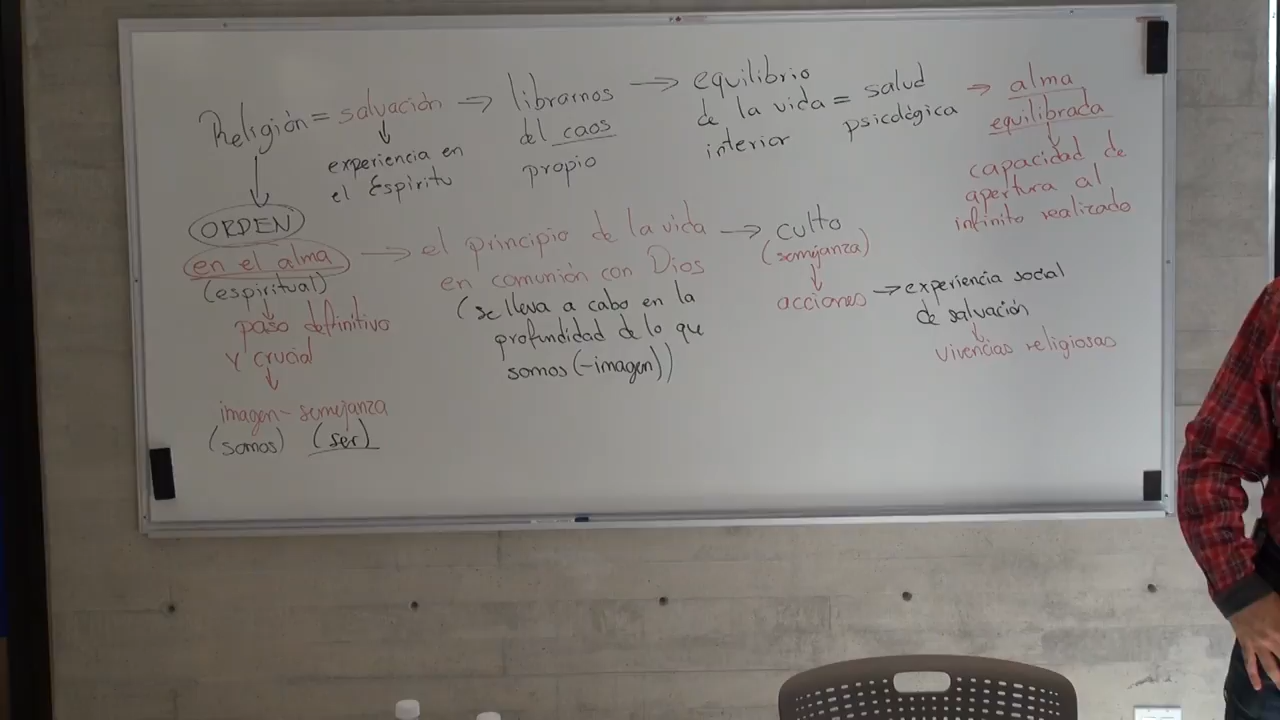 Religión = salvación → librarnos → equilibrio
del caos de la vida = salud → alma
propio interior psicológica equilibrada
experiencia en
el Espíritu
capacidad de
apertura al
infinito realizado
ORDEN
en el alma → el principio de la vida → culto
(espiritual) en comunión con Dios (semejanza)
(se lleva a cabo en la
profundidad de lo que
somos (-imagen))
acciones → experiencia social
de salvación
vivencias religiosas
paso definitivo
y crucial
imagen - semejanza
(somos) (ser)